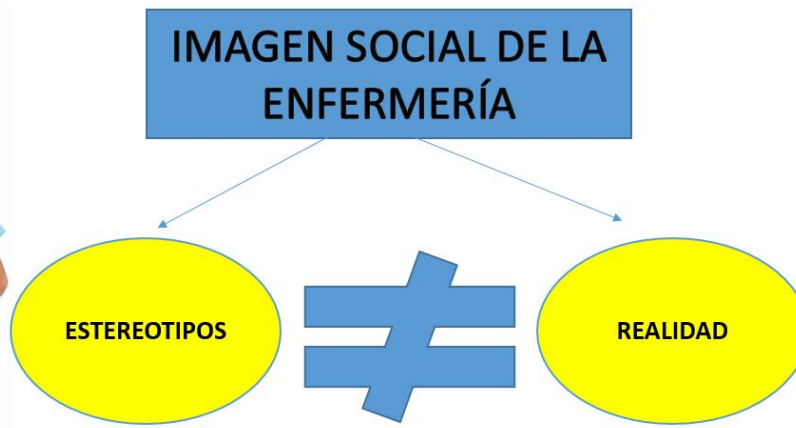 IMAGEN SOCIAL DE LA
ENFERMERÍA
ESTEREOTIPOS
REALIDAD